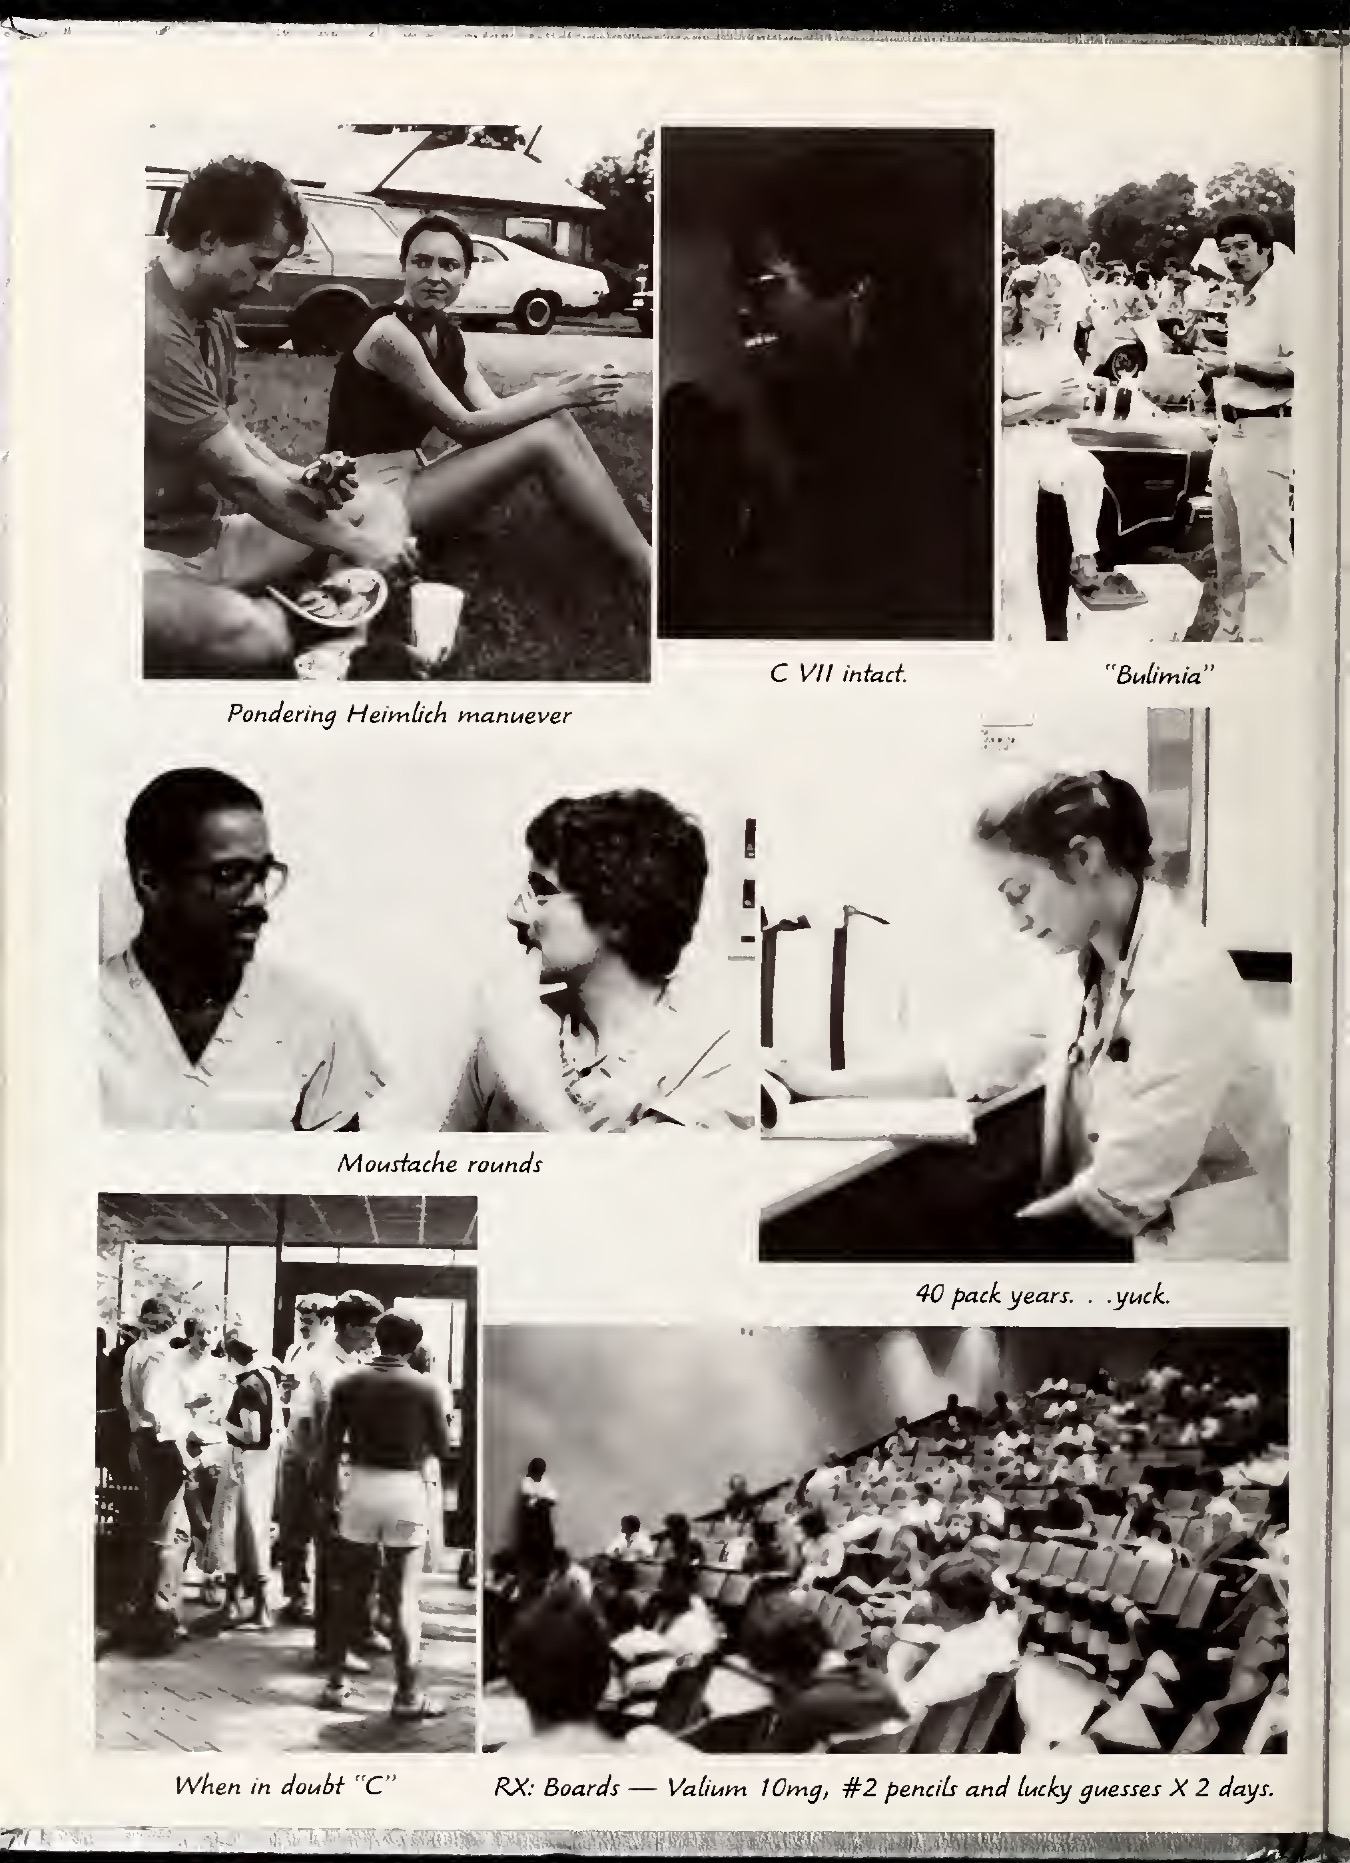 C VII intact.
"Bulimia"
Pondering Heimlich manuever
Moustache rounds
40 pack years. . .yuck.
When in doubt "C"
RX: Boards — Valium 10mg, #2 pencils and lucky guesses X 2 days.